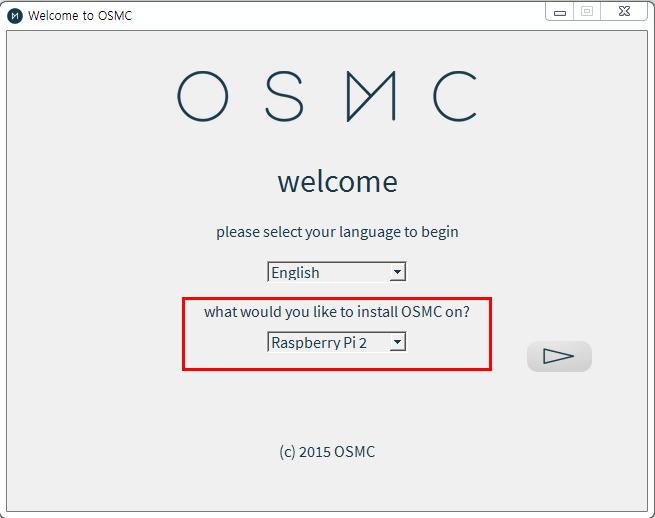 Welcome to OSMC
OSMC
welcome
please select your language to begin
English
what would you like to install OSMC on?
Raspberry Pi 2
(c) 2015 OSMC